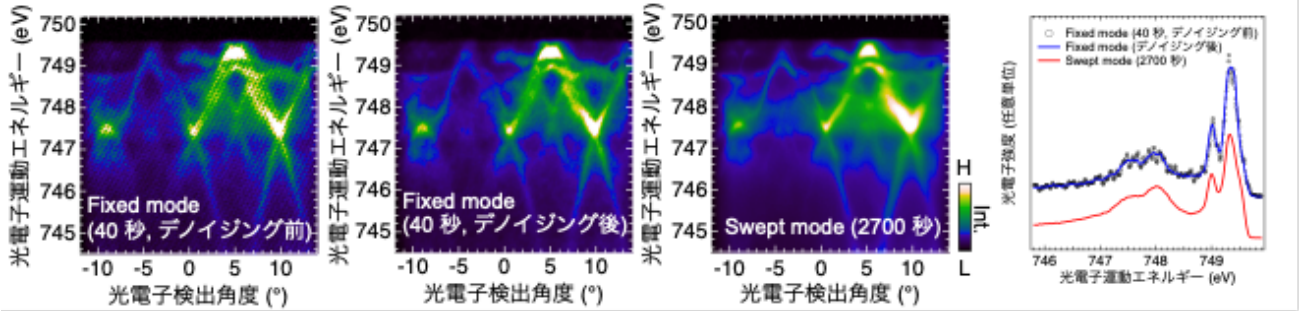 光電子運動エネルギー (eV)
750
749
748
747
746
745
Fixed mode
(40 秒, デノイジング前)
-10
-5
0
5
10
光電子検出角度 (°)
光電子運動エネルギー (eV)
750
749
748
747
746
745
Fixed mode
(40 秒, デノイジング後)
-10
-5
0
5
10
光電子検出角度 (°)
光電子運動エネルギー (eV)
750
749
748
747
746
745
Swept mode (2700 秒)
-10
-5
0
5
10
光電子検出角度 (°)
H
Int.
L
光電子強度 (任意単位)
Fixed mode (40 秒, デノイジング前)
Fixed mode (デノイジング後)
Swept mode (2700 秒)
746
747
748
749
光電子運動エネルギー (eV)